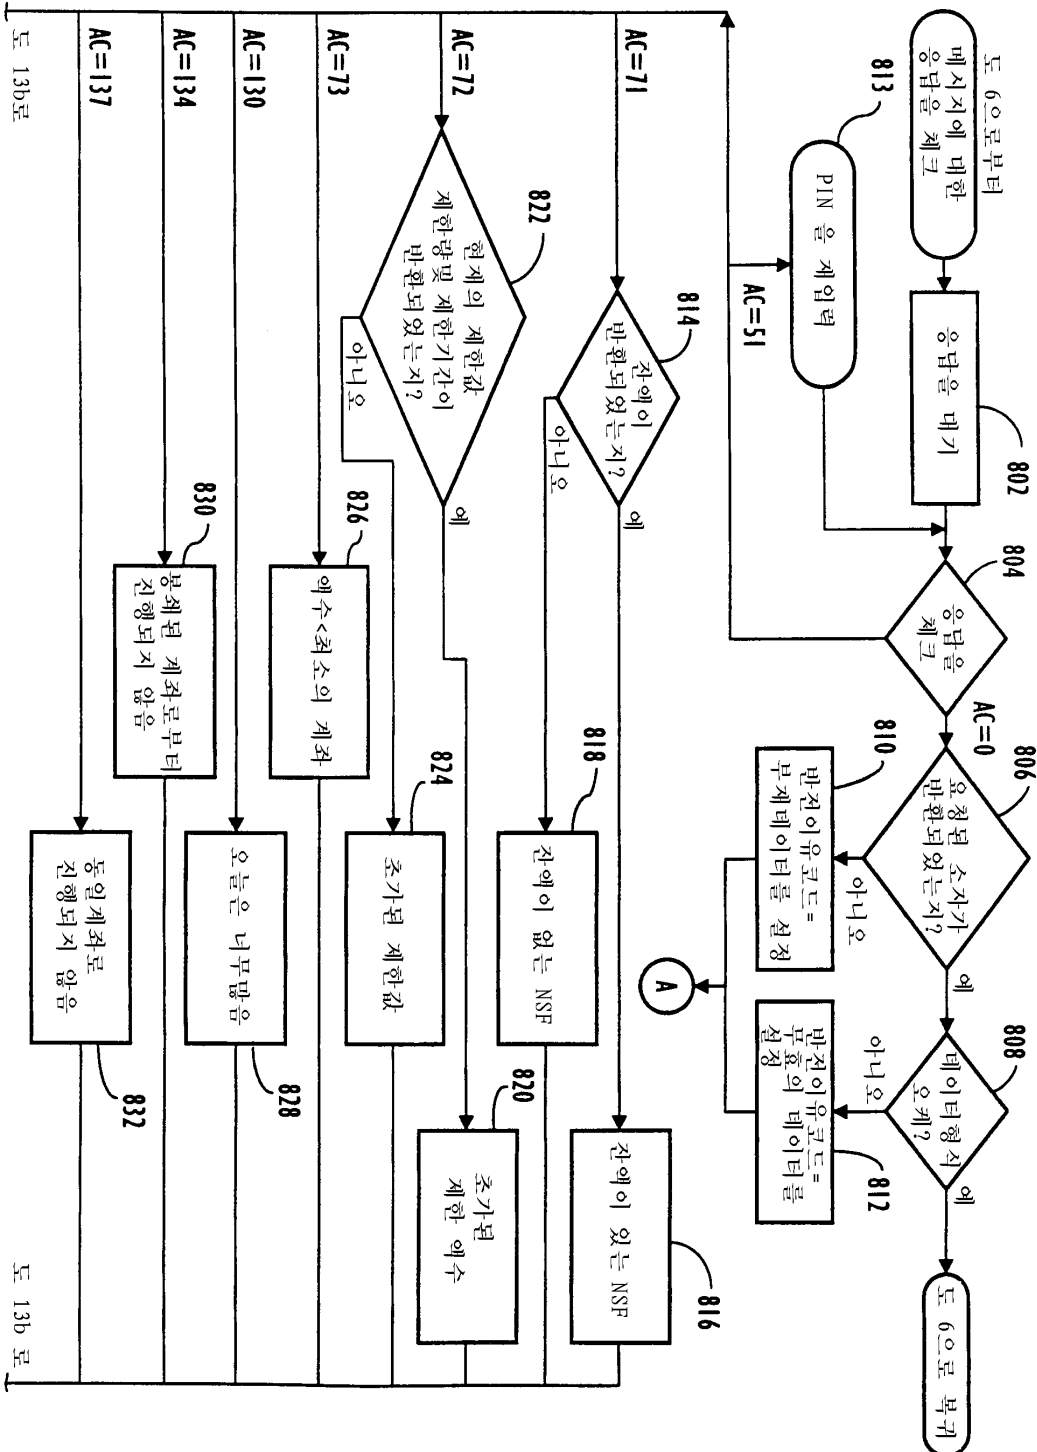 도 6으로부터
메시지에 대한
응답을 체크
응답을 대기
802
응답을
체크
804
AC=0
요청된 소자가
반환되었는지?
806
예
아니오
데이터형식
오케?
808
예
아니오
도 6으로 복귀
813
PIN 을 재입력
AC=51
반전이유코드=
부재데이터를 설정
810
반전이유코드=
무효의 데이터를
설정
812
A
AC=71
잔액이
반환되었는지?
814
예
아니오
잔액이 있는 NSF
816
잔액이 없는 NSF
818
AC=72
현재의 제한값
제한량및 제한기간이
반환되었는지?
822
예
아니오
초가된
제한 액수
820
초가된 제한값
824
AC=73
액수<최소의 계좌
826
AC=130
오늘은 너무많음
828
AC=134
봉쇄된 계좌로부터
진행되지 않음
830
AC=137
동일계좌로
진행되지 않음
832
도 13b로
도 13b 로